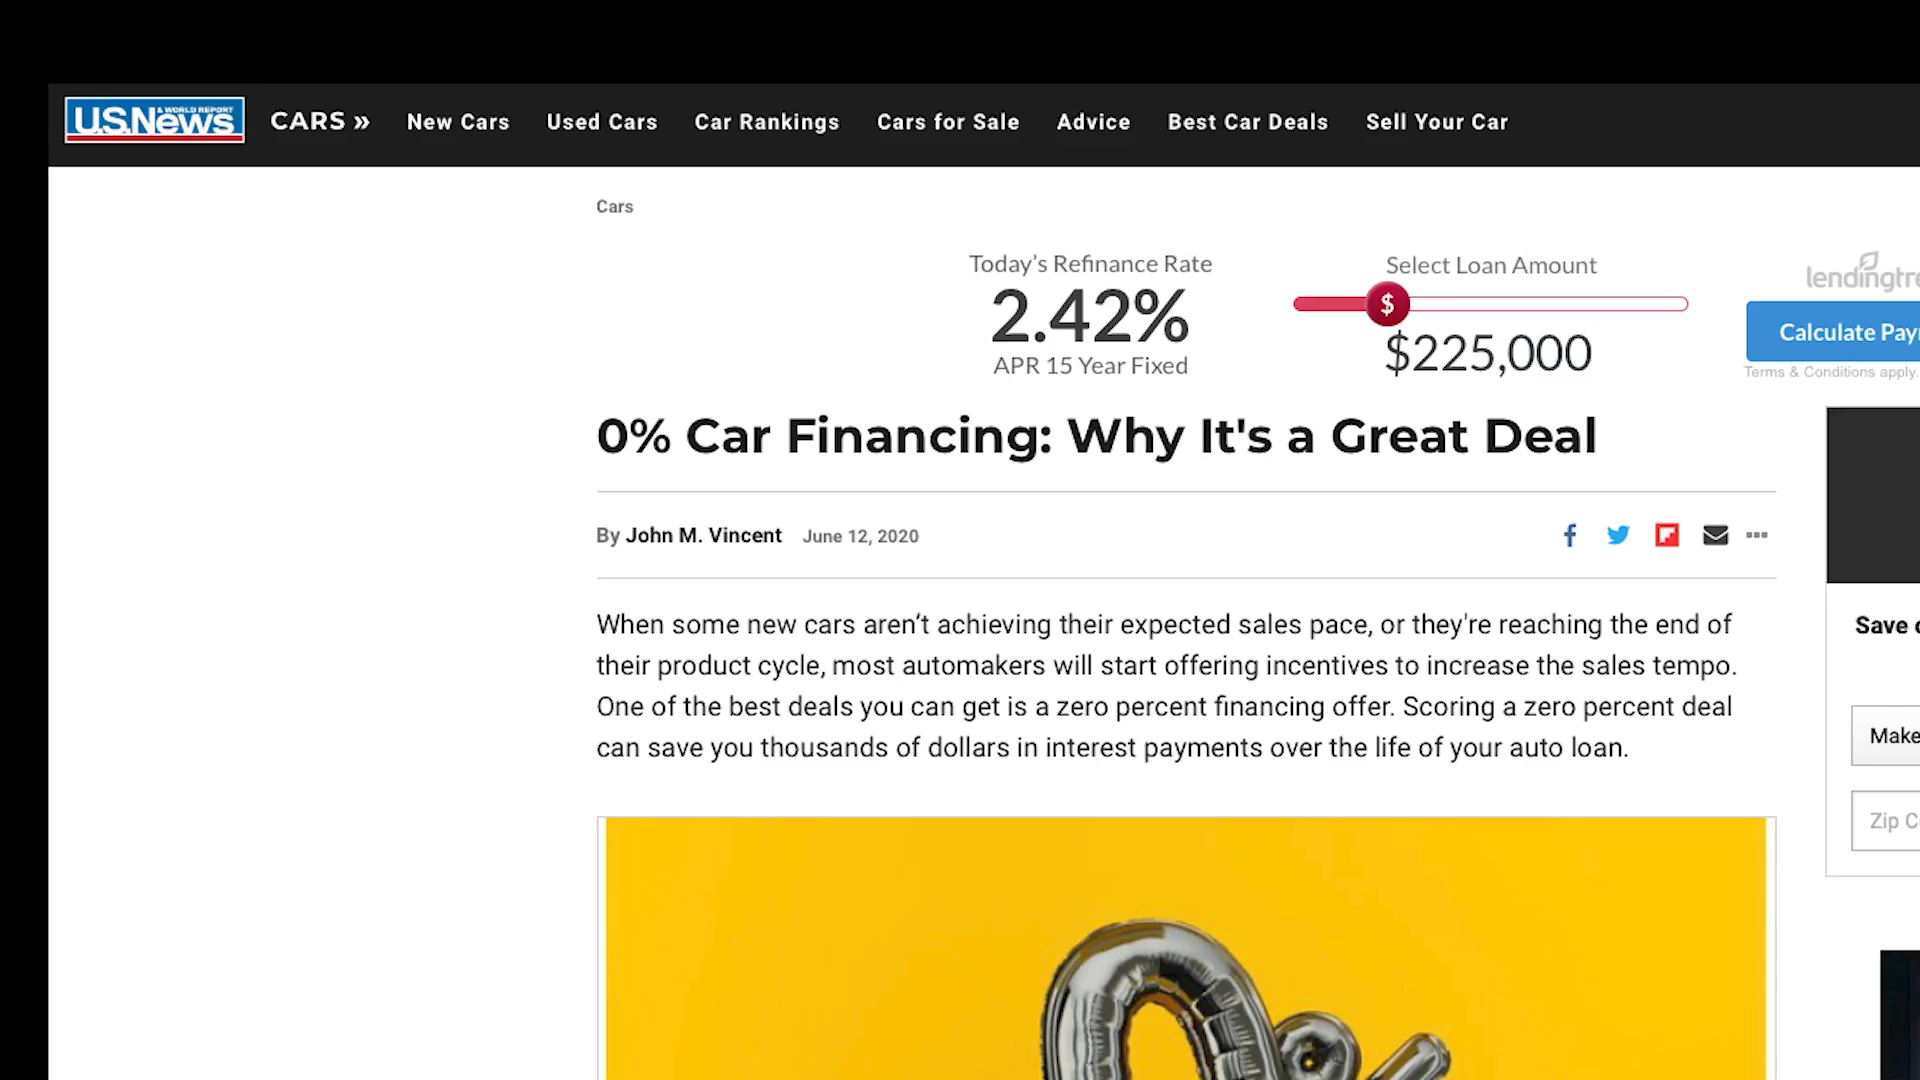 U.S.News & WORLD REPORT
CARS » New Cars Used Cars Car Rankings Cars for Sale Advice Best Car Deals Sell Your Car
Cars
Today's Refinance Rate
2.42%
APR 15 Year Fixed
Select Loan Amount
$
$225,000
lendingtre
Calculate Pay
Terms & Conditions apply.
0% Car Financing: Why It's a Great Deal
By John M. Vincent June 12, 2020
When some new cars aren’t achieving their expected sales pace, or they're reaching the end of
their product cycle, most automakers will start offering incentives to increase the sales tempo.
One of the best deals you can get is a zero percent financing offer. Scoring a zero percent deal
can save you thousands of dollars in interest payments over the life of your auto loan.
Save
Make
Zip